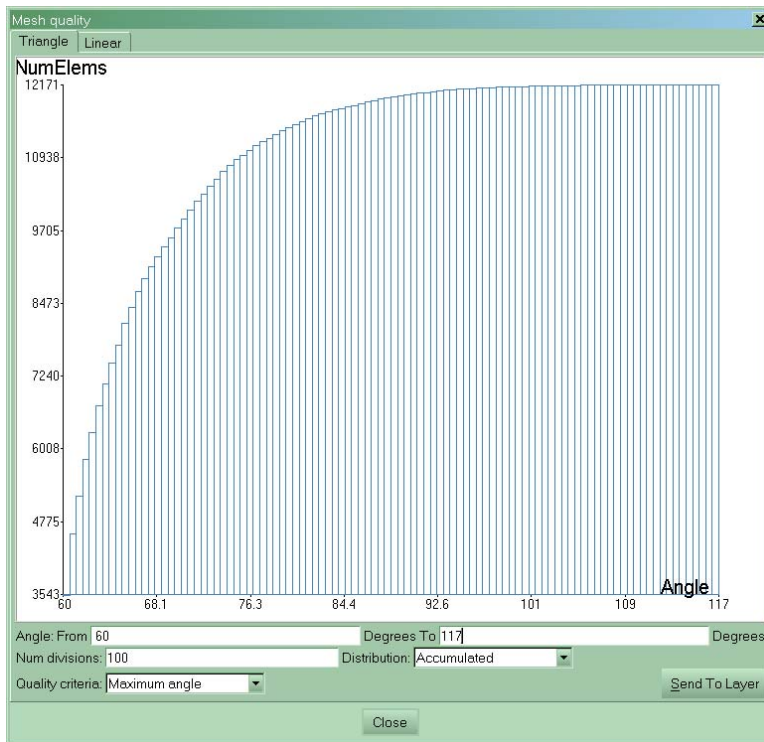 Mesh quality
Triangle Linear
NumElems
12171
10938
9705
8473
7240
6008
4775
3543
Angle
60 68.1 76.3 84.4 92.6 101 109 117
Angle: From 60 Degrees To 117 Degrees
Num divisions: 100 Distribution: Accumulated
Quality criteria: Maximum angle Send To Layer
Close